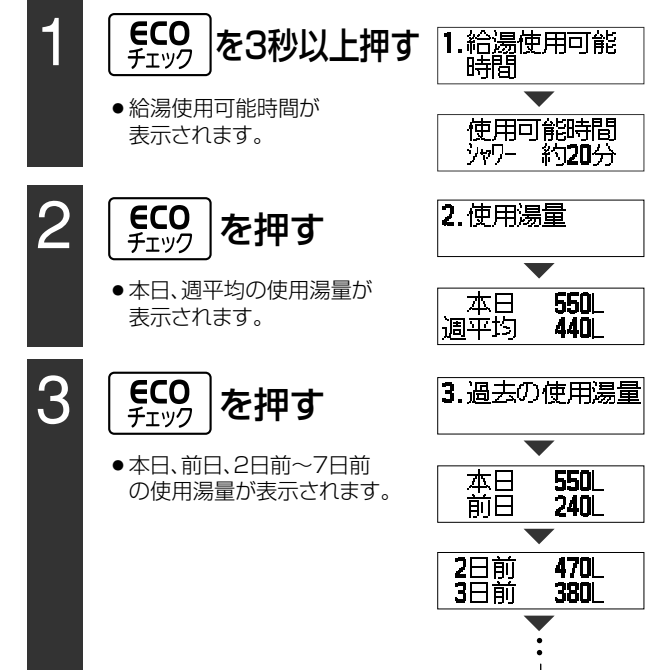 1
ECO
チェック
を3秒以上押す
●給湯使用可能時間が
表示されます。
1.給湯使用可能
時間
使用可能時間
シャワー 約20分
2
ECO
チェック
を押す
●本日、週平均の使用湯量が
表示されます。
2.使用湯量
本日 550L
週平均 440L
3
ECO
チェック
を押す
●本日、前日、2日前〜7日前
の使用湯量が表示されます。
3.過去の使用湯量
本日 550L
前日 240L
2日前 470L
3日前 380L